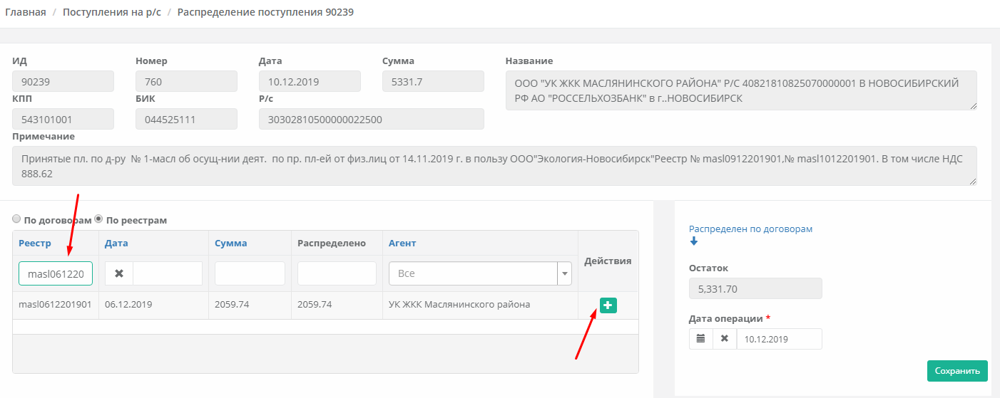 Главная / Поступления на р/с / Распределение поступления 90239
ИД
Номер
Дата
Сумма
Название
90239
760
10.12.2019
5331.7
ООО "УК ЖКК МАСЛЯНИНСКОГО РАЙОНА" Р/С 40821810825070000001 В НОВОСИБИРСКИЙ
РФ АО "РОССЕЛЬХОЗБАНК" в г..НОВОСИБИРСК
КПП
БИК
Р/с
543101001
044525111
30302810500000022500
Примечание
Принятые пл. по д-ру № 1-масл об осущ-нии деят. по пр. пл-ей от физ.лиц от 14.11.2019 г. в пользу ООО"Экология-Новосибирск"Реестр № masl0912201901,№ masl1012201901. В том числе НДС
888.62
По договорам По реестрам
Реестр
Дата
Сумма
Распределено
Агент
Действия
masl061220
Все
masl0612201901
06.12.2019
2059.74
2059.74
УК ЖКК Маслянинского района
Распределен по договорам
Остаток
5,331.70
Дата операции *
10.12.2019
Сохранить